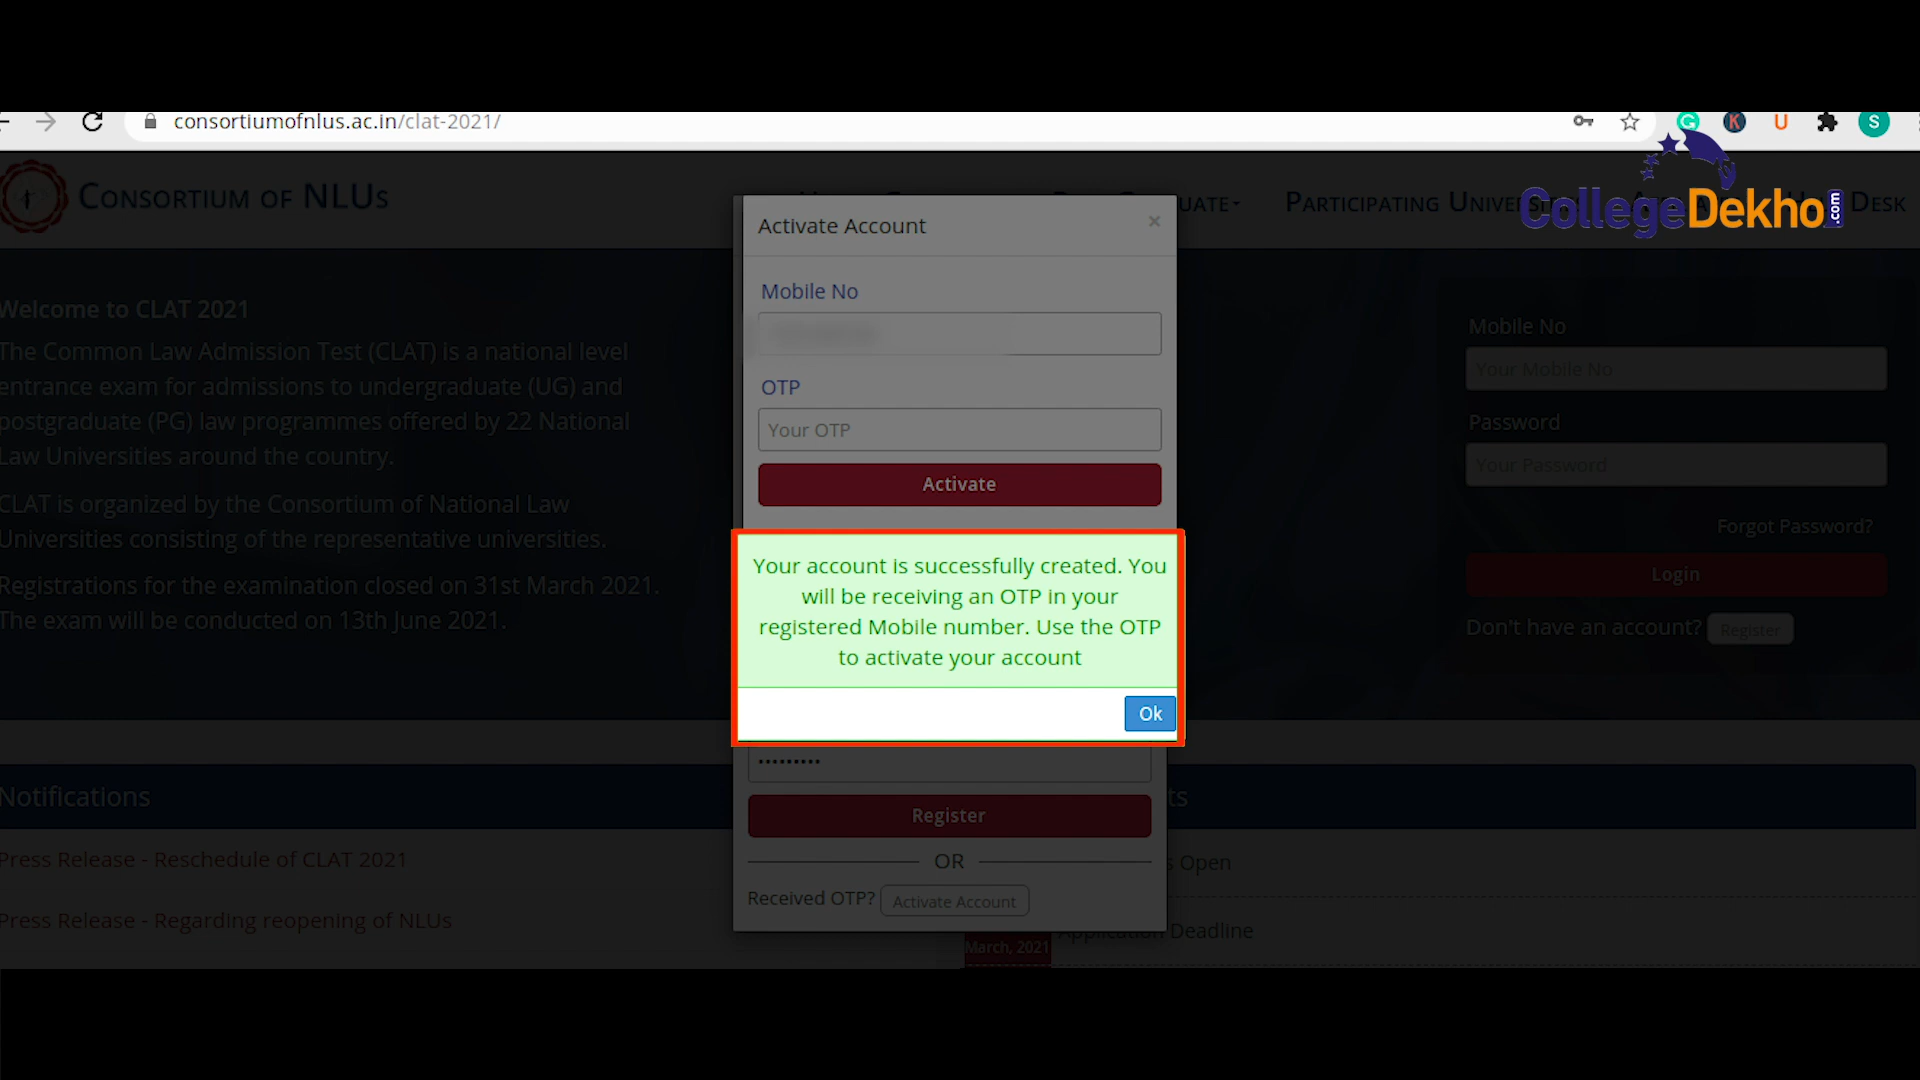 consortiumofnlus.ac.in/clat-2021/
CONSORTIUM OF NLUS
UATE
PARTICIPATING
DESK
CollegeDekho.com
Activate Account
×
Mobile No
OTP
Your OTP
Activate
Welcome to CLAT 2021
The Common Law Admission Test (CLAT) is a national level
entrance exam for admissions to undergraduate (UG) and
postgraduate (PG) law programmes offered by 22 National
Law Universities around the country.
CLAT is organized by the Consortium of National Law
Universities consisting of the representative universities.
Registrations for the examination closed on 31st March 2021.
The exam will be conducted on 13th June 2021.
Mobile No
Your Mobile No
Password
Your Password
Forgot Password?
Login
Don't have an account? Register
Your account is successfully created. You
will be receiving an OTP in your
registered Mobile number. Use the OTP
to activate your account
Ok
•••••••••
Register
OR
Received OTP? Activate Account
Notifications
Press Release - Reschedule of CLAT 2021
Press Release - Regarding reopening of NLUs
ts
s Open
Application Deadline
March, 2021